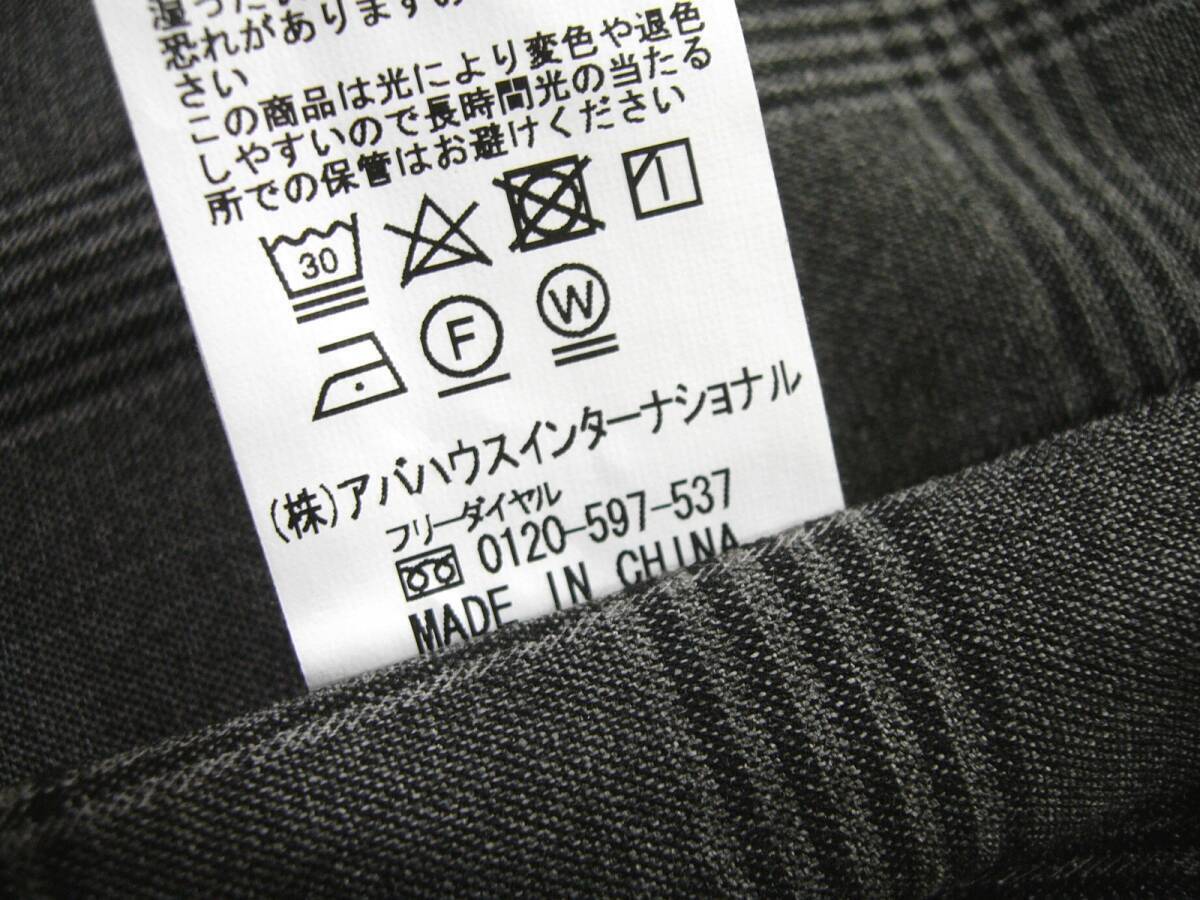 恐れがありますの
さい
この商品は光により変色や退色
しやすいので長時間光の当たる
所での保管はお避けください
30
F
W
(株)アバハウスインターナショナル
フリーダイヤル
0120-597-537
MADE IN CHINA